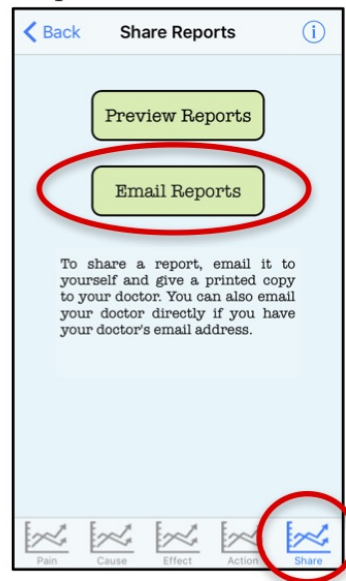 Back Share Reports i
Preview Reports
Email Reports
To share a report, email it to
yourself and give a printed copy
to your doctor. You can also email
your doctor directly if you have
your doctor's email address.
Pain Cause Effect Action Share